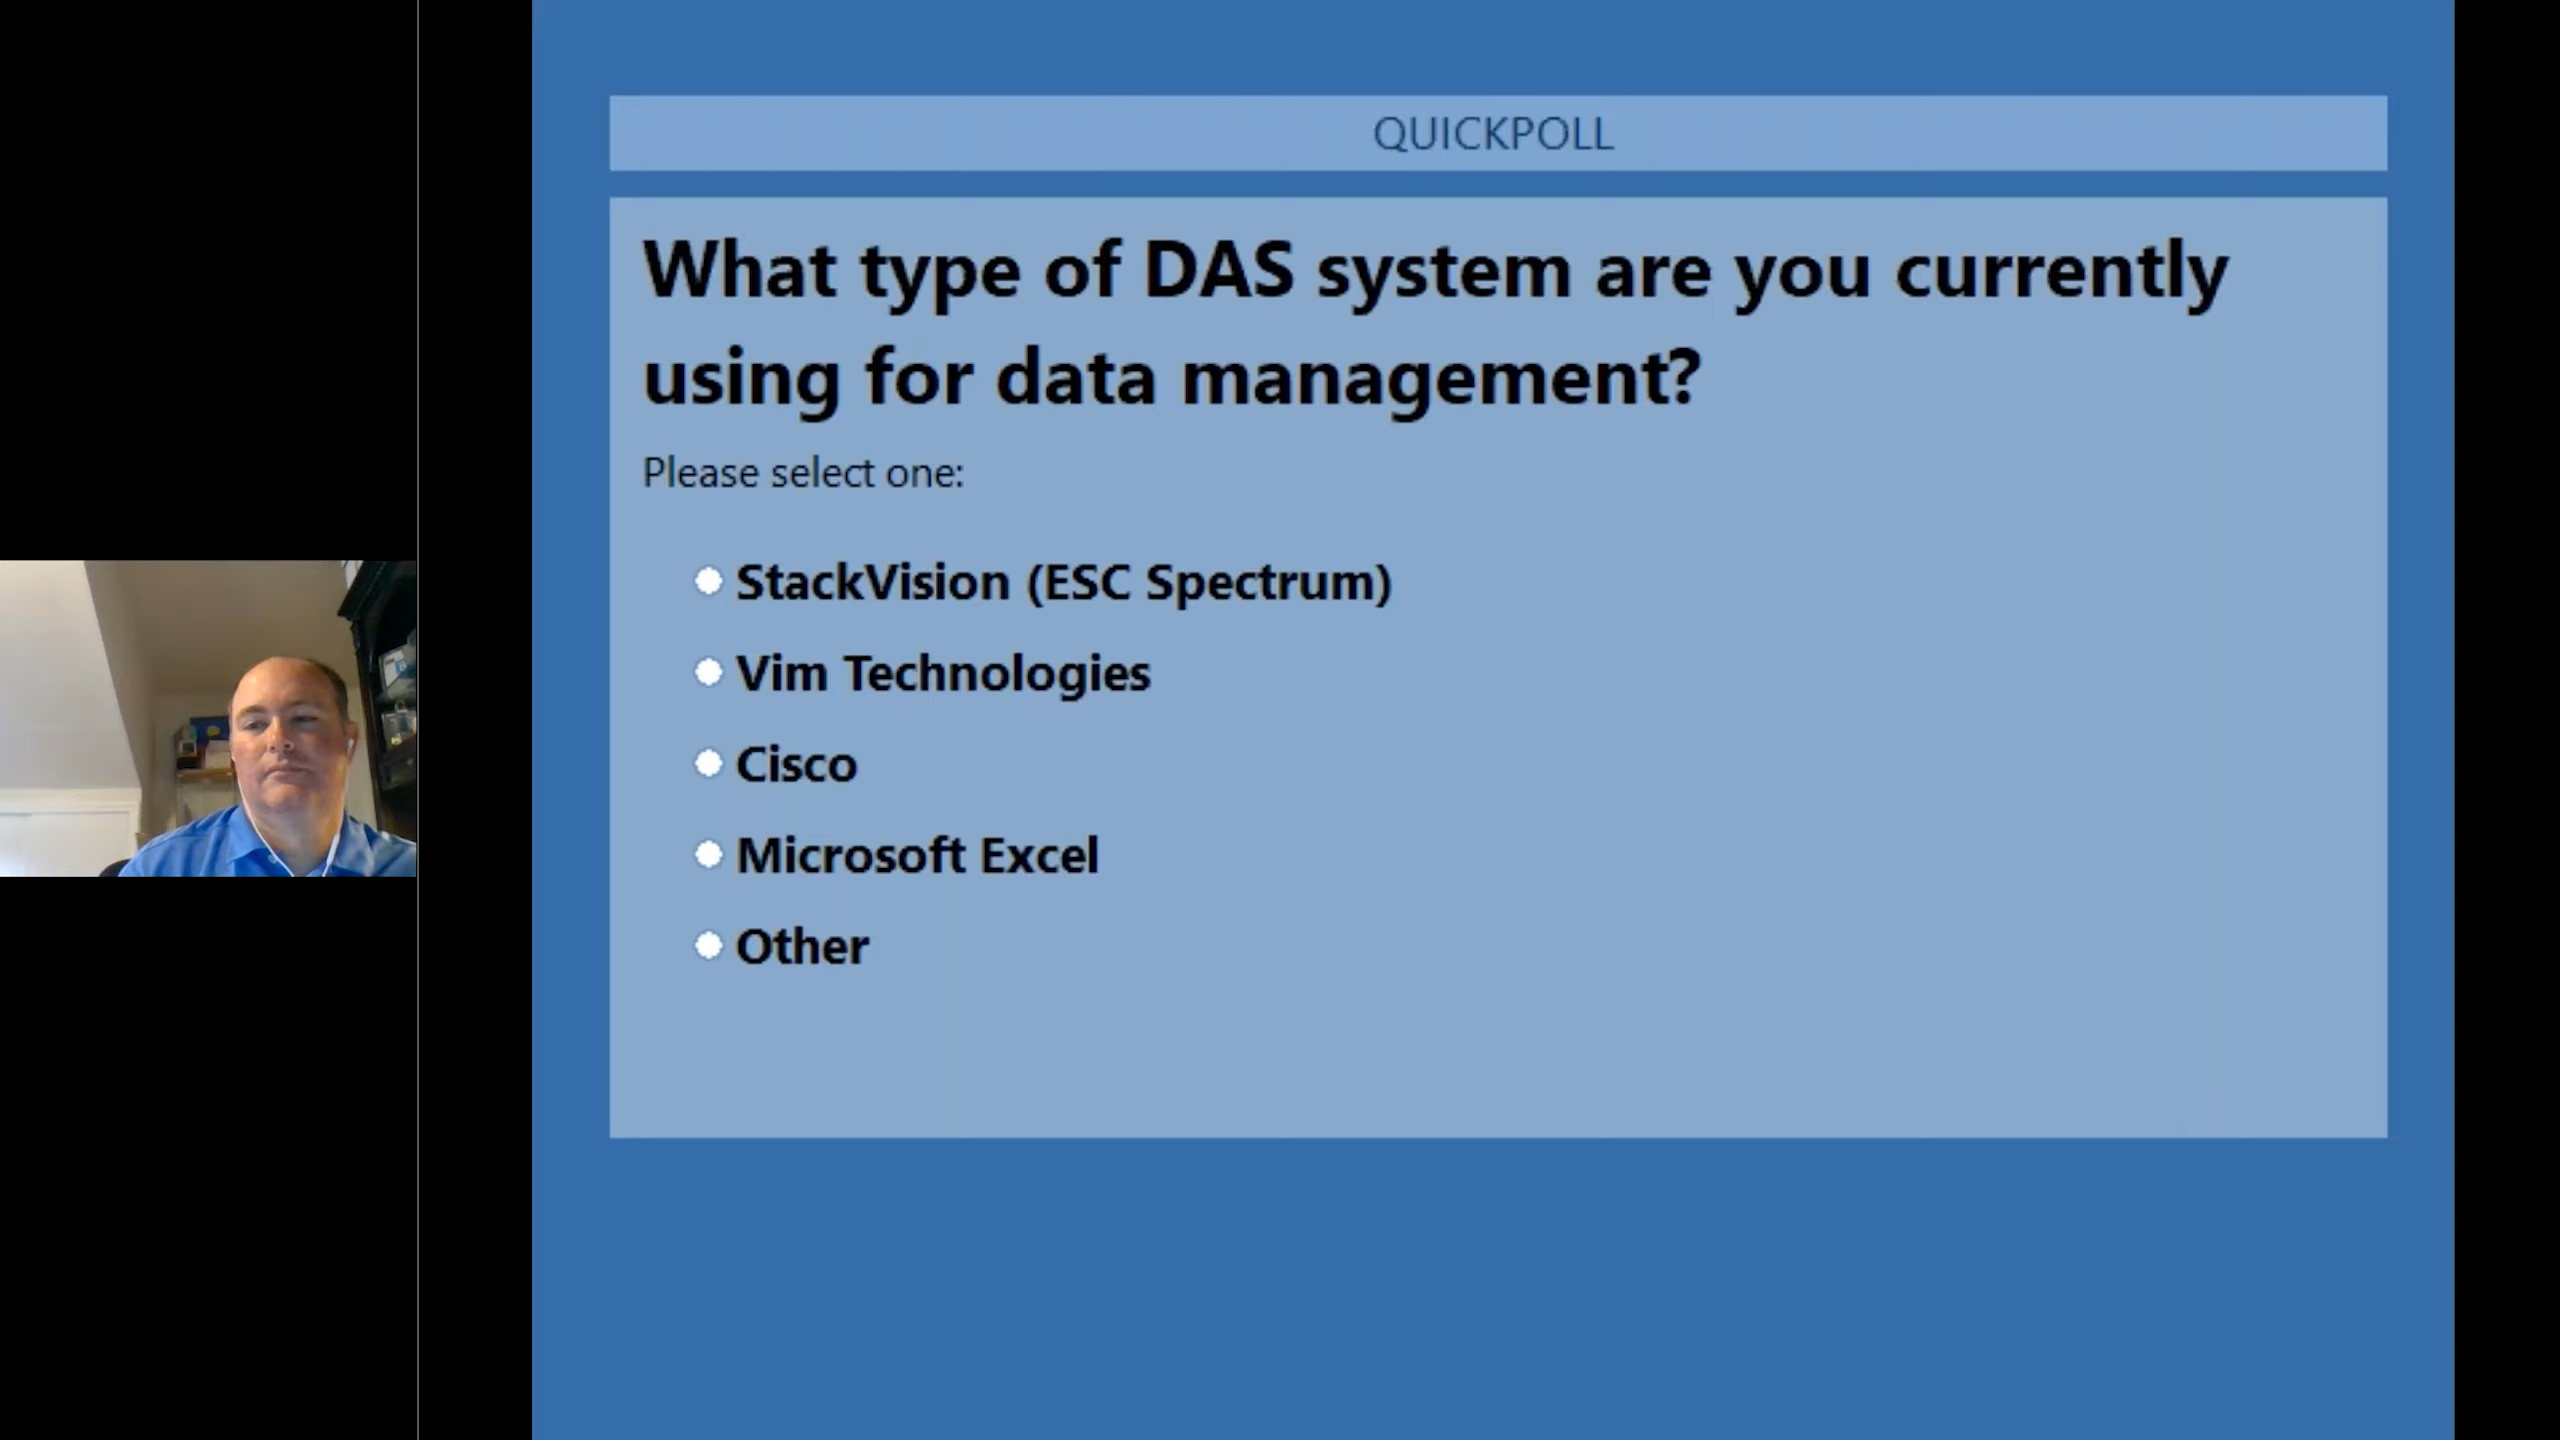 QUICKPOLL
What type of DAS system are you currently
using for data management?
Please select one:
StackVision (ESC Spectrum)
Vim Technologies
Cisco
Microsoft Excel
Other